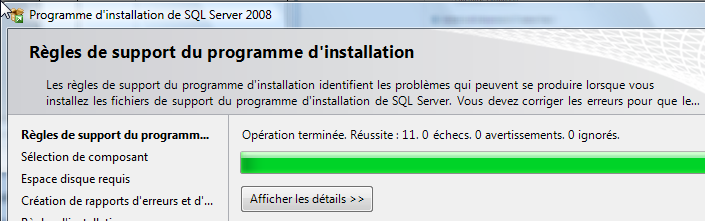 Programme d'installation de SQL Server 2008
Règles de support du programme d'installation
Les règles de support du programme d'installation identifient les problèmes qui peuvent se produire lorsque vous
installez les fichiers de support du programme d'installation de SQL Server. Vous devez corriger les erreurs pour que le...
Règles de support du programm...
Opération terminée. Réussite : 11. 0 échecs. 0 avertissements. 0 ignorés.
Sélection de composant
Espace disque requis
Afficher les détails >>
Création de rapports d'erreurs et d'...